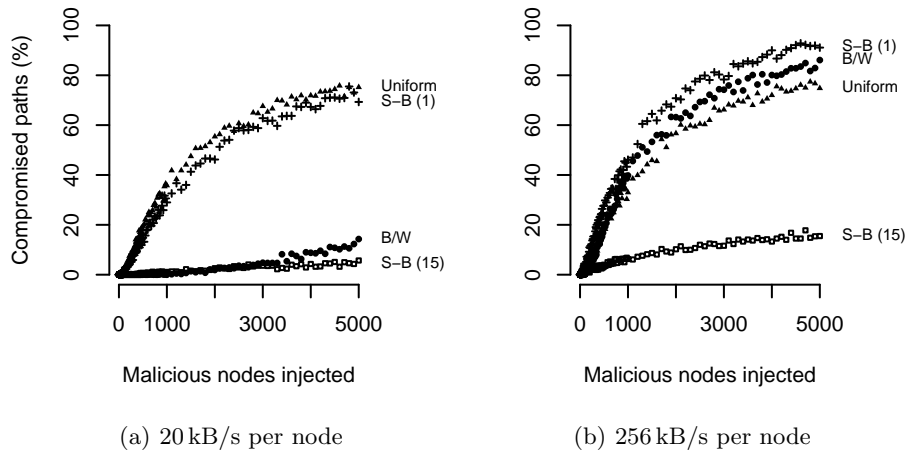 Compromised paths (%)
100
80
60
40
20
0
Uniform
S−B (1)
B/W
S−B (15)
0 1000 3000 5000
Malicious nodes injected
(a) 20 kB/s per node
100
80
60
40
20
0
S−B (1)
B/W
Uniform
S−B (15)
0 1000 3000 5000
Malicious nodes injected
(b) 256 kB/s per node